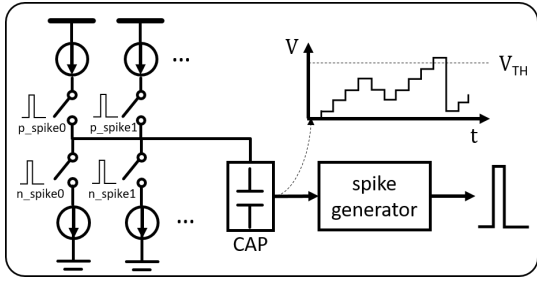 V
V_TH
...
t
p_spike0 p_spike1
n_spike0 n_spike1
...
CAP
spike
generator